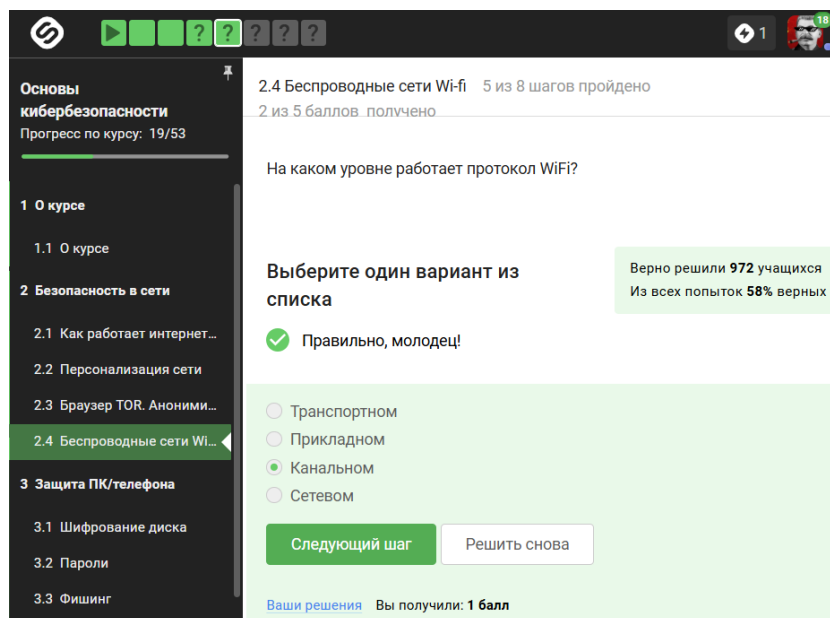 ? ? ? ? ?
1
18
Основы
кибербезопасности
Прогресс по курсу: 19/53
1 О курсе
1.1 О курсе
2 Безопасность в сети
2.1 Как работает интернет...
2.2 Персонализация сети
2.3 Браузер TOR. Аноними...
2.4 Беспроводные сети Wi...
3 Защита ПК/телефона
3.1 Шифрование диска
3.2 Пароли
3.3 Фишинг
2.4 Беспроводные сети Wi-fi 5 из 8 шагов пройдено
2 из 5 баллов получено
На каком уровне работает протокол WiFi?
Выберите один вариант из
списка
Верно решили 972 учащихся
Из всех попыток 58% верных
Правильно, молодец!
Транспортном
Прикладном
Канальном
Сетевом
Следующий шаг
Решить снова
Ваши решения Вы получили: 1 балл